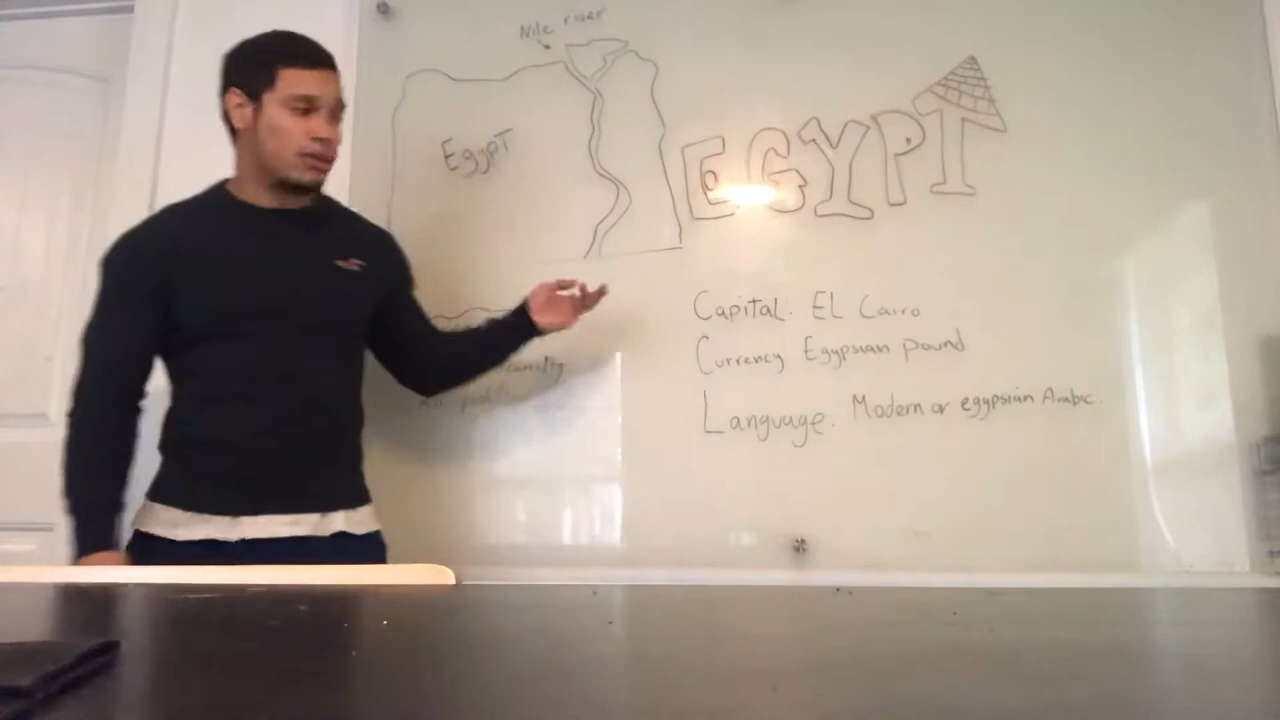 Nile river
Egypt
EGYPT
Capital: EL Cairo
Currency Egypsian pound
Language: Modern or egypsian Arabic.